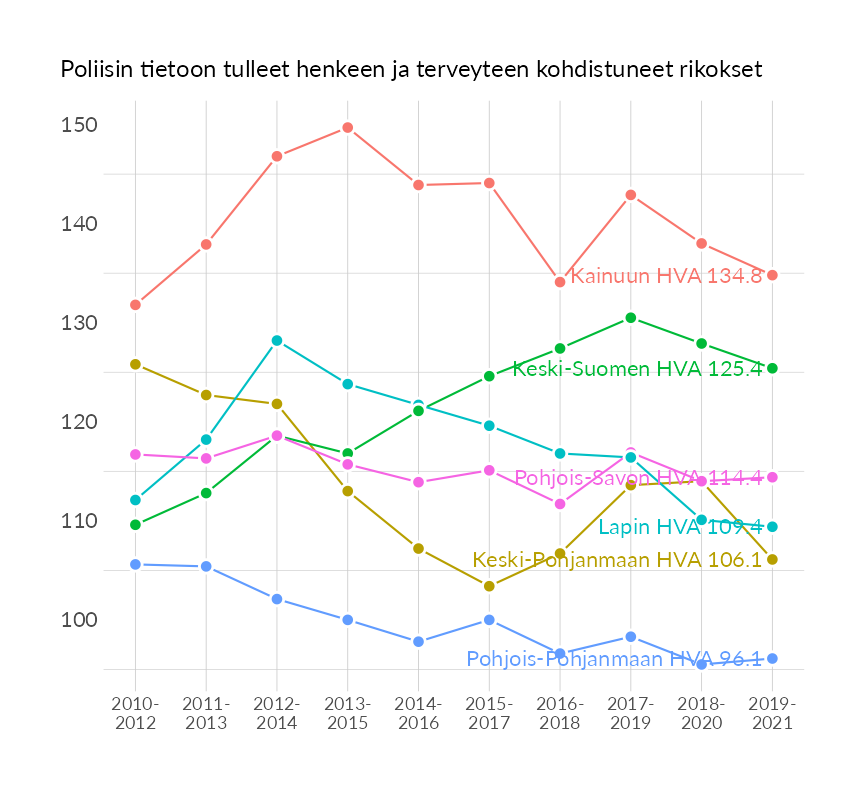 Poliisin tietoon tulleet henkeen ja terveyteen kohdistuneet rikokset
150
140
130
120
110
100
Kainuun HVA 134.8
Keski-Suomen HVA 125.4
Pohjois-Savon HVA 114.4
Lapin HVA 109.4
Keski-Pohjanmaan HVA 106.1
Pohjois-Pohjanmaan HVA 96.1
2010- 2011- 2012- 2013- 2014- 2015- 2016- 2017- 2018- 2019-
2012 2013 2014 2015 2016 2017 2018 2019 2020 2021